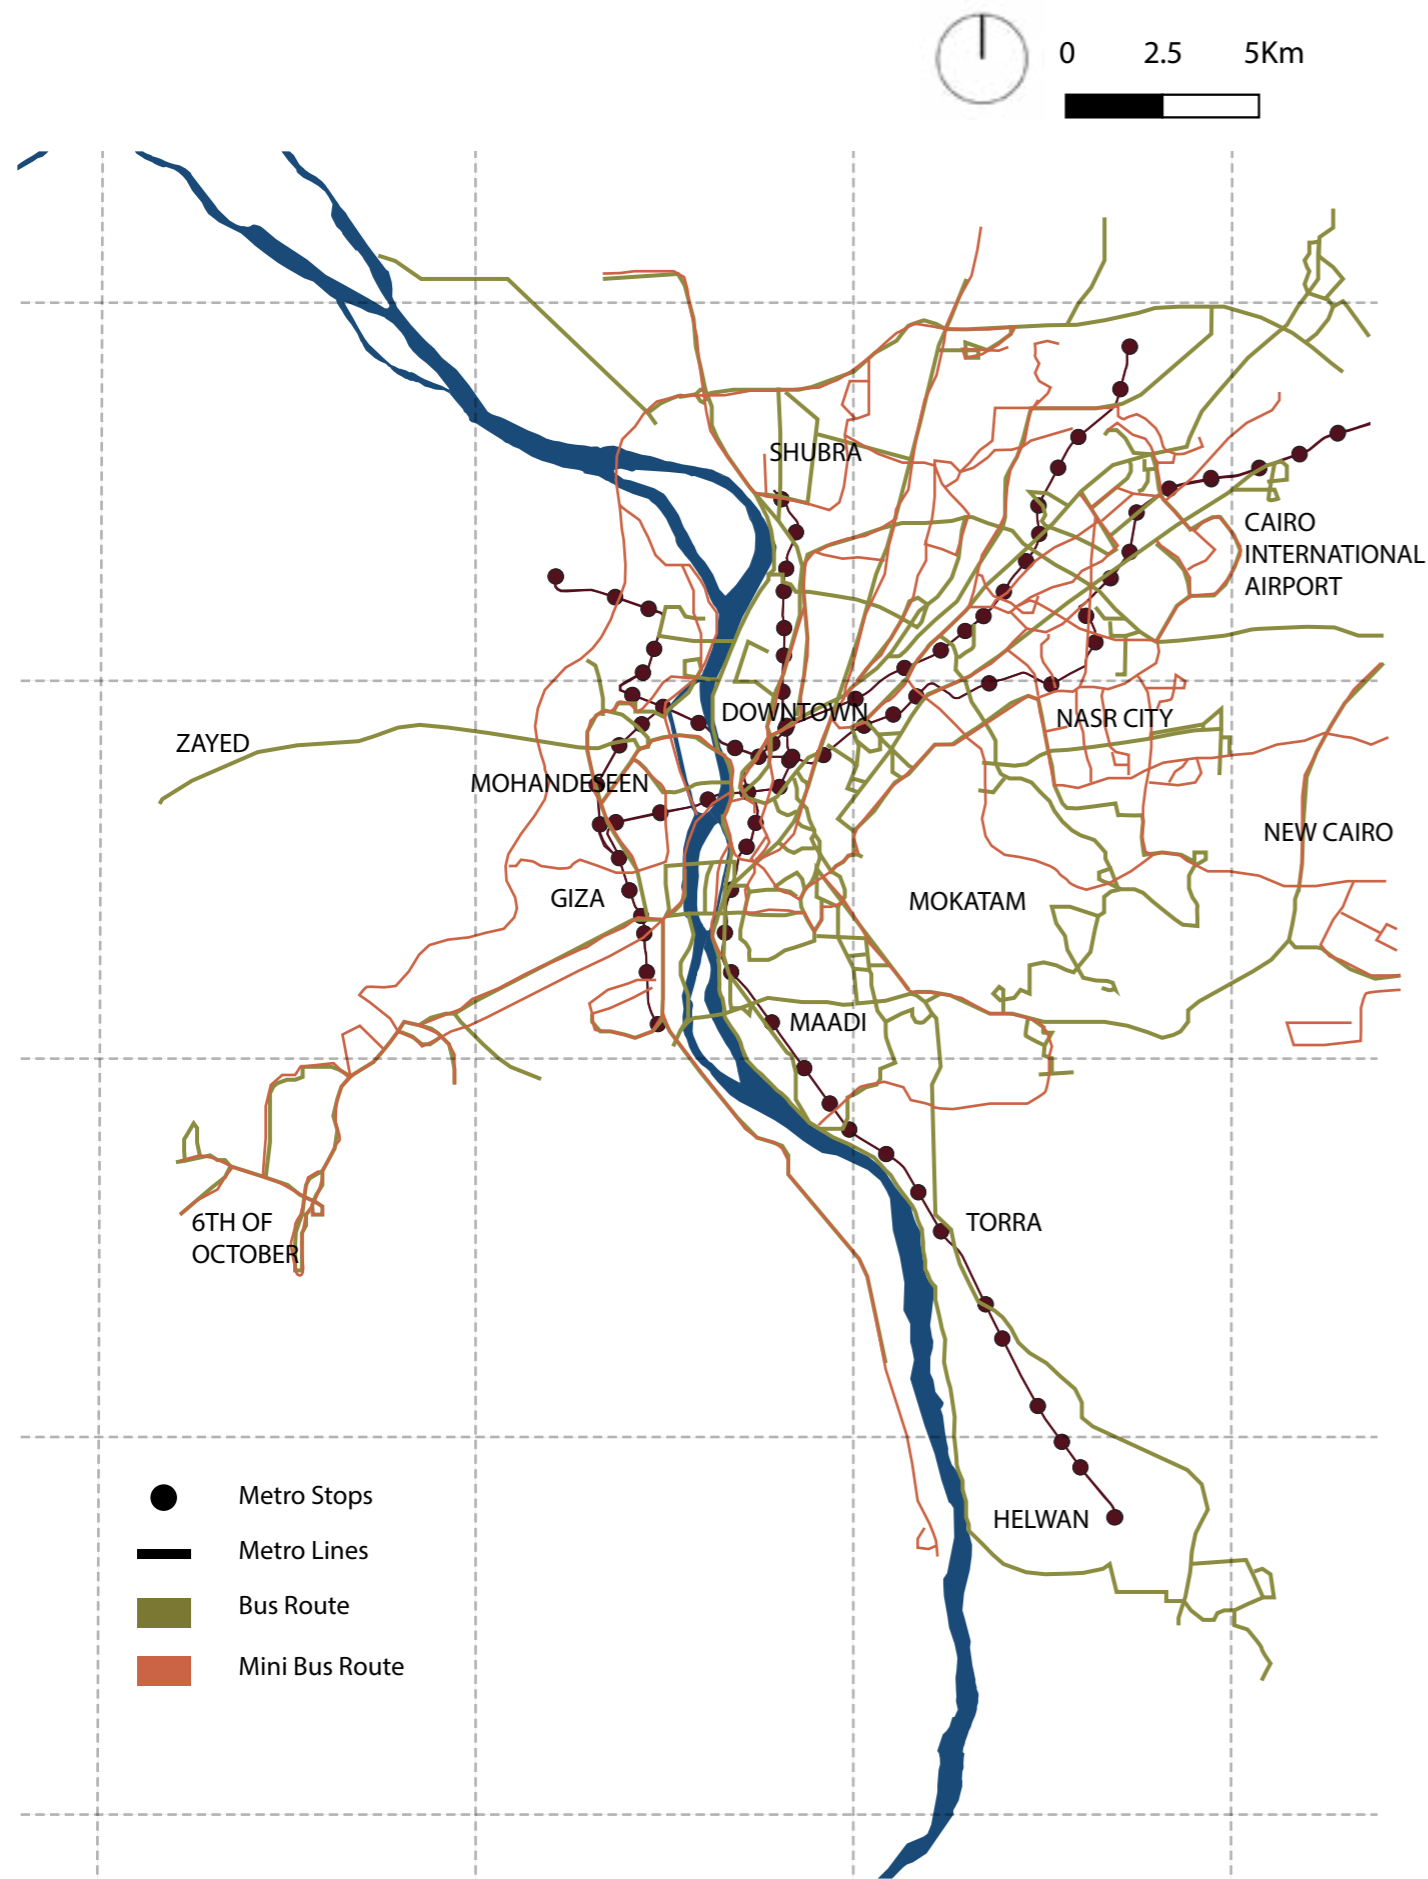 0 2.5 5Km
SHUBRA
CAIRO
INTERNATIONAL
AIRPORT
DOWNTOWN
NASR CITY
ZAYED
MOHANDESEEN
NEW CAIRO
GIZA
MOKATAM
MAADI
6TH OF
OCTOBER
TORRA
Metro Stops
HELWAN
Metro Lines
Bus Route
Mini Bus Route